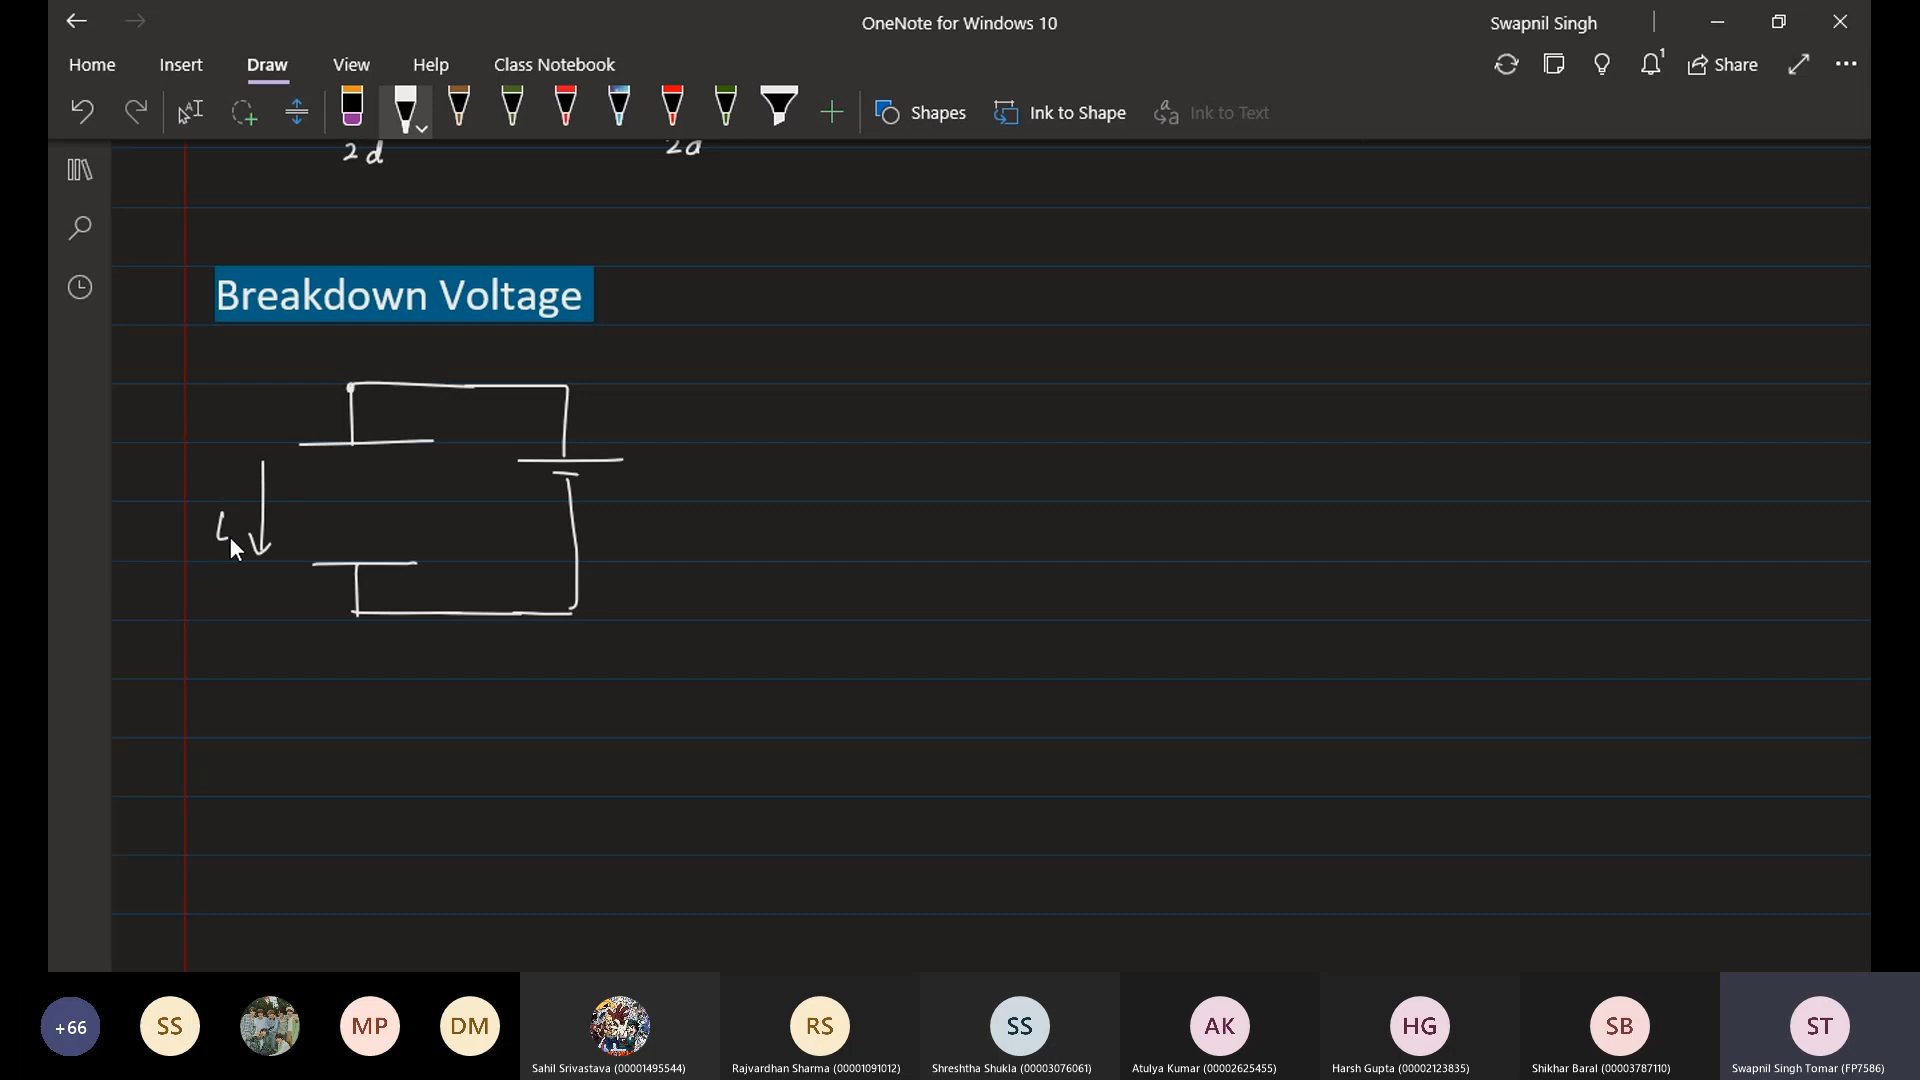 OneNote for Windows 10
Swapnil Singh
Home Insert Draw View Help Class Notebook
1 Share
Shapes Ink to Shape Ink to Text
2d 2d
Breakdown Voltage
+66 SS MP DM RS SS AK HG SB ST
Sahil Srivastava (00001495544) Rajvardhan Sharma (00001091012) Shreshtha Shukla (00003076061) Atulya Kumar (00002625455) Harsh Gupta (00002123835) Shikhar Baral (00003787110) Swapnil Singh Tomar (FP7586)